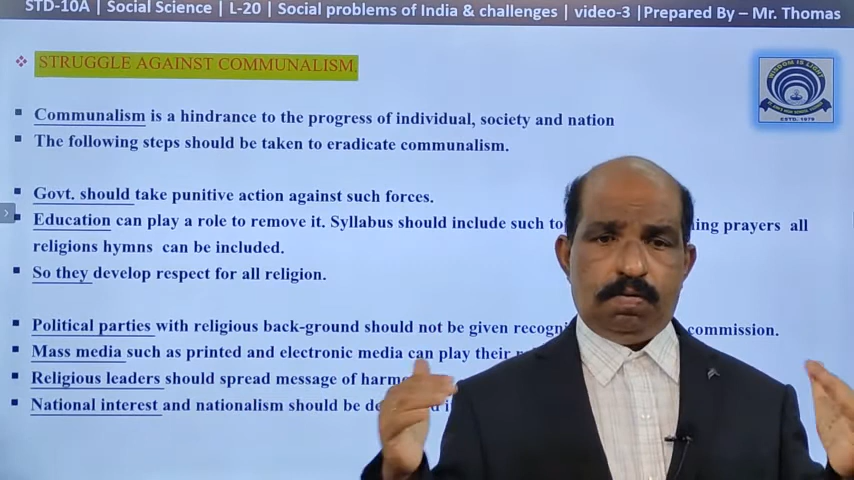 STD-10A | Social Science | L-20 | Social problems of India & challenges | video-3 |Prepared By – Mr. Thomas
STRUGGLE AGAINST COMMUNALISM.
WISDOM IS LIGHT
ESTD. 1979
Communalism is a hindrance to the progress of individual, society and nation
The following steps should be taken to eradicate communalism.
Govt. should take punitive action against such forces.
Education can play a role to remove it. Syllabus should include such prayers all
religions hymns can be included.
So they develop respect for all religion.
Political parties with religious back-ground should not be given commission.
Mass media such as printed and electronic media can play their
Religious leaders should spread message of
National interest and nationalism should be